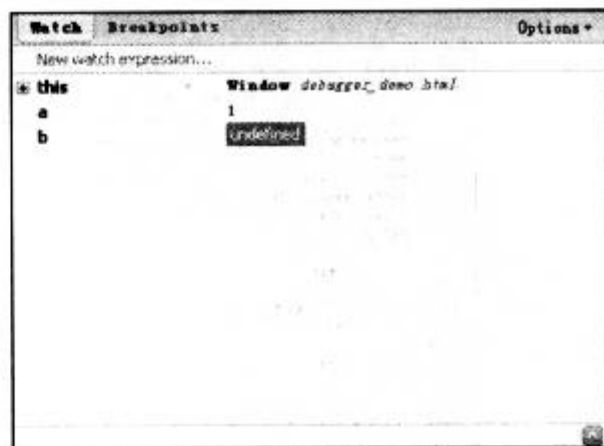 Watch Breakpoints Options
New watch expression...
this Window debugger_demo.html
a 1
b undefined